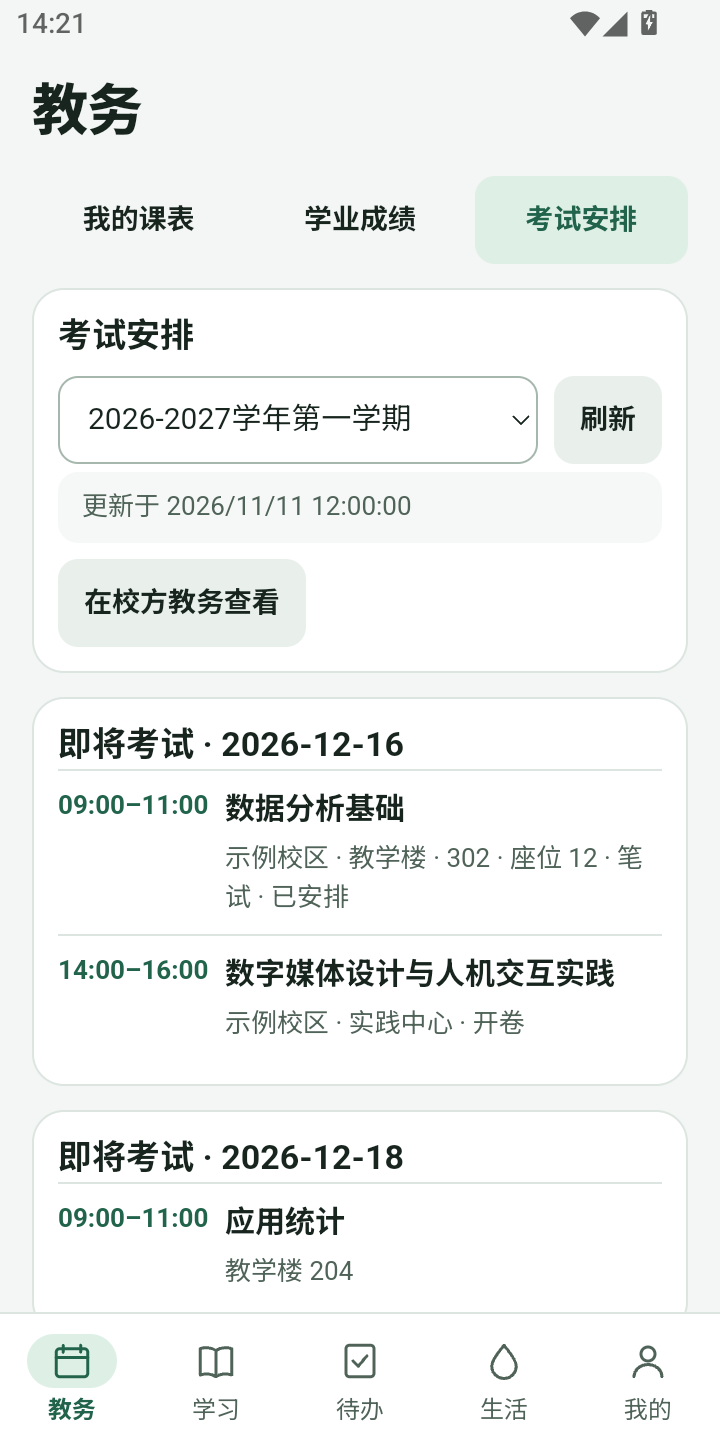 14:21
教务
我的课表 学业成绩 考试安排
考试安排
2026-2027学年第一学期 刷新
更新于 2026/11/11 12:00:00
在校方教务查看
即将考试 · 2026-12-16
09:00–11:00 数据分析基础
示例校区 · 教学楼 · 302 · 座位 12 · 笔
试 · 已安排
14:00–16:00 数字媒体设计与人机交互实践
示例校区 · 实践中心 · 开卷
即将考试 · 2026-12-18
09:00–11:00 应用统计
教学楼 204
教务 学习 待办 生活 我的